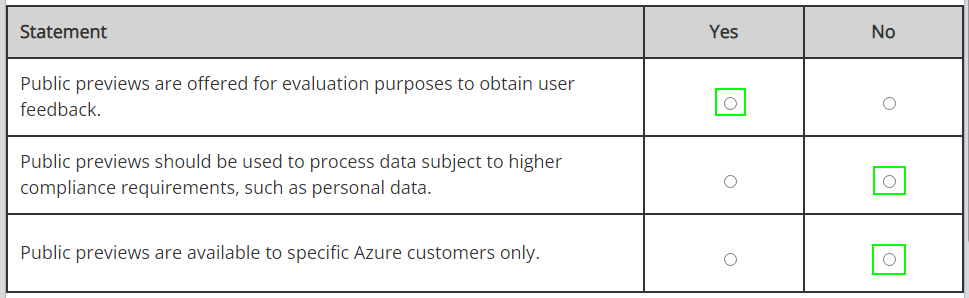 Statement Yes No
Public previews are offered for evaluation purposes to obtain user
feedback.
Public previews should be used to process data subject to higher
compliance requirements, such as personal data.
Public previews are available to specific Azure customers only.